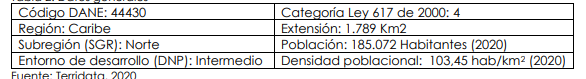 Código DANE: 44430 Categoría Ley 617 de 2000: 4
Región: Caribe Extensión: 1.789 Km2
Subregión (SGR): Norte Población: 185.072 Habitantes (2020)
Entorno de desarrollo (DNP): Intermedio Densidad poblacional: 103,45 hab/km² (2020)
Fuente: Terridata, 2020